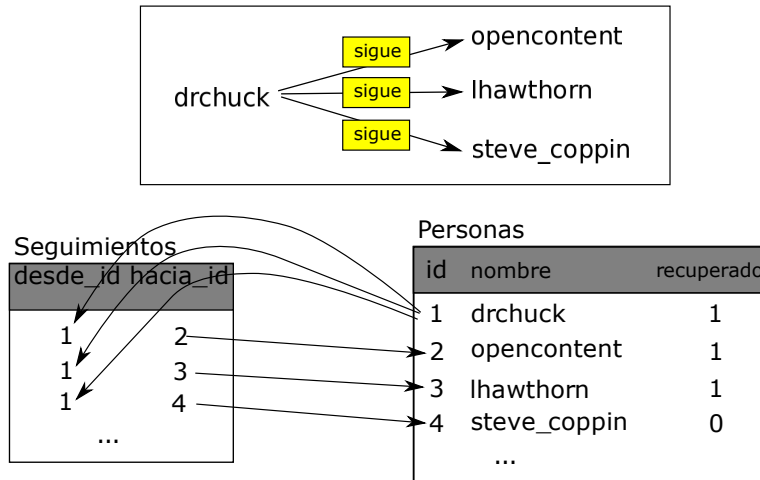 sigue opencontent
drchuck sigue lhawthorn
sigue steve_coppin
Seguimientos
desde_id hacia_id
1 2
1 3
1 4
...
Personas
id nombre recuperado
1 drchuck 1
2 opencontent 1
3 lhawthorn 1
4 steve_coppin 0
...